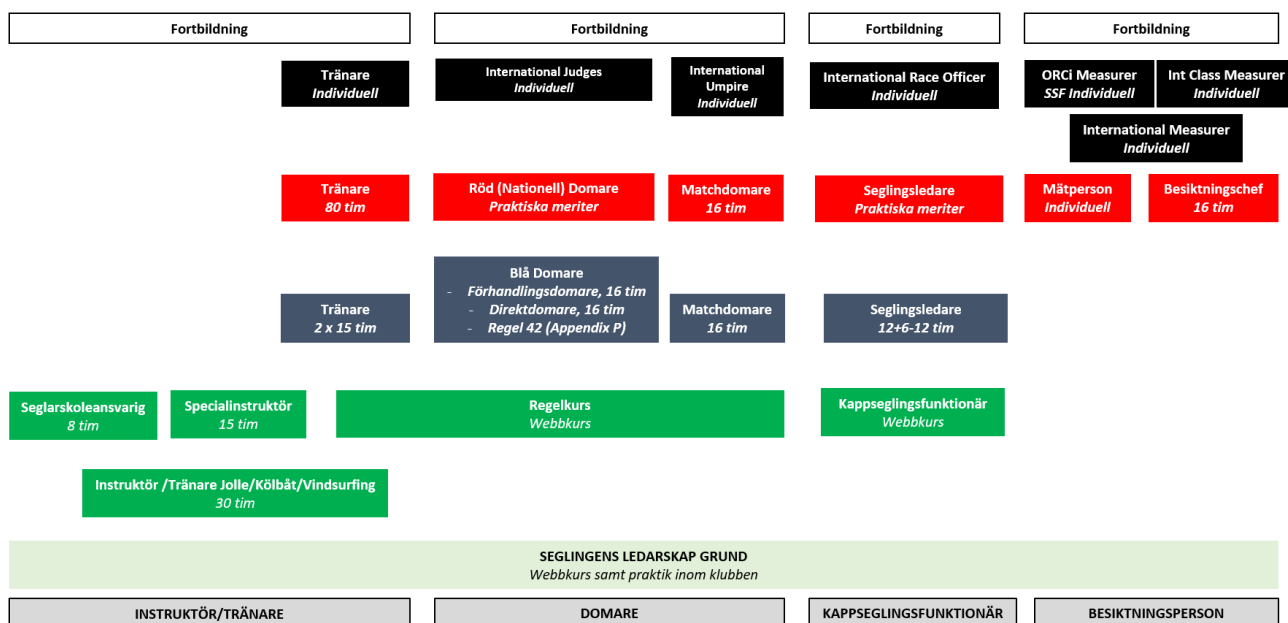 Fortbildning
Fortbildning
Fortbildning
Fortbildning
Tränare
Individuell
International Judges
Individuell
International
Umpire
Individuell
International Race Officer
Individuell
ORCi Measurer
SSF Individuell
Int Class Measurer
Individuell
International Measurer
Individuell
Tränare
80 tim
Röd (Nationell) Domare
Praktiska meriter
Matchdomare
16 tim
Seglingsledare
Praktiska meriter
Mätperson
Individuell
Besiktningschef
16 tim
Tränare
2 x 15 tim
Blå Domare
- Förhandlingsdomare, 16 tim
- Direktdomare, 16 tim
- Regel 42 (Appendix P)
Matchdomare
16 tim
Seglingsledare
12+6-12 tim
Seglarskoleansvarig
8 tim
Specialinstruktör
15 tim
Regelkurs
Webbkurs
Kappseglingsfunktionär
Webbkurs
Instruktör /Tränare Jolle/Kölbåt/Vindsurfing
30 tim
SEGLINGENS LEDARSKAP GRUND
Webbkurs samt praktik inom klubben
INSTRUKTÖR/TRÄNARE
DOMARE
KAPPSEGLINGSFUNKTIONÄR
BESIKTNINGSPERSON